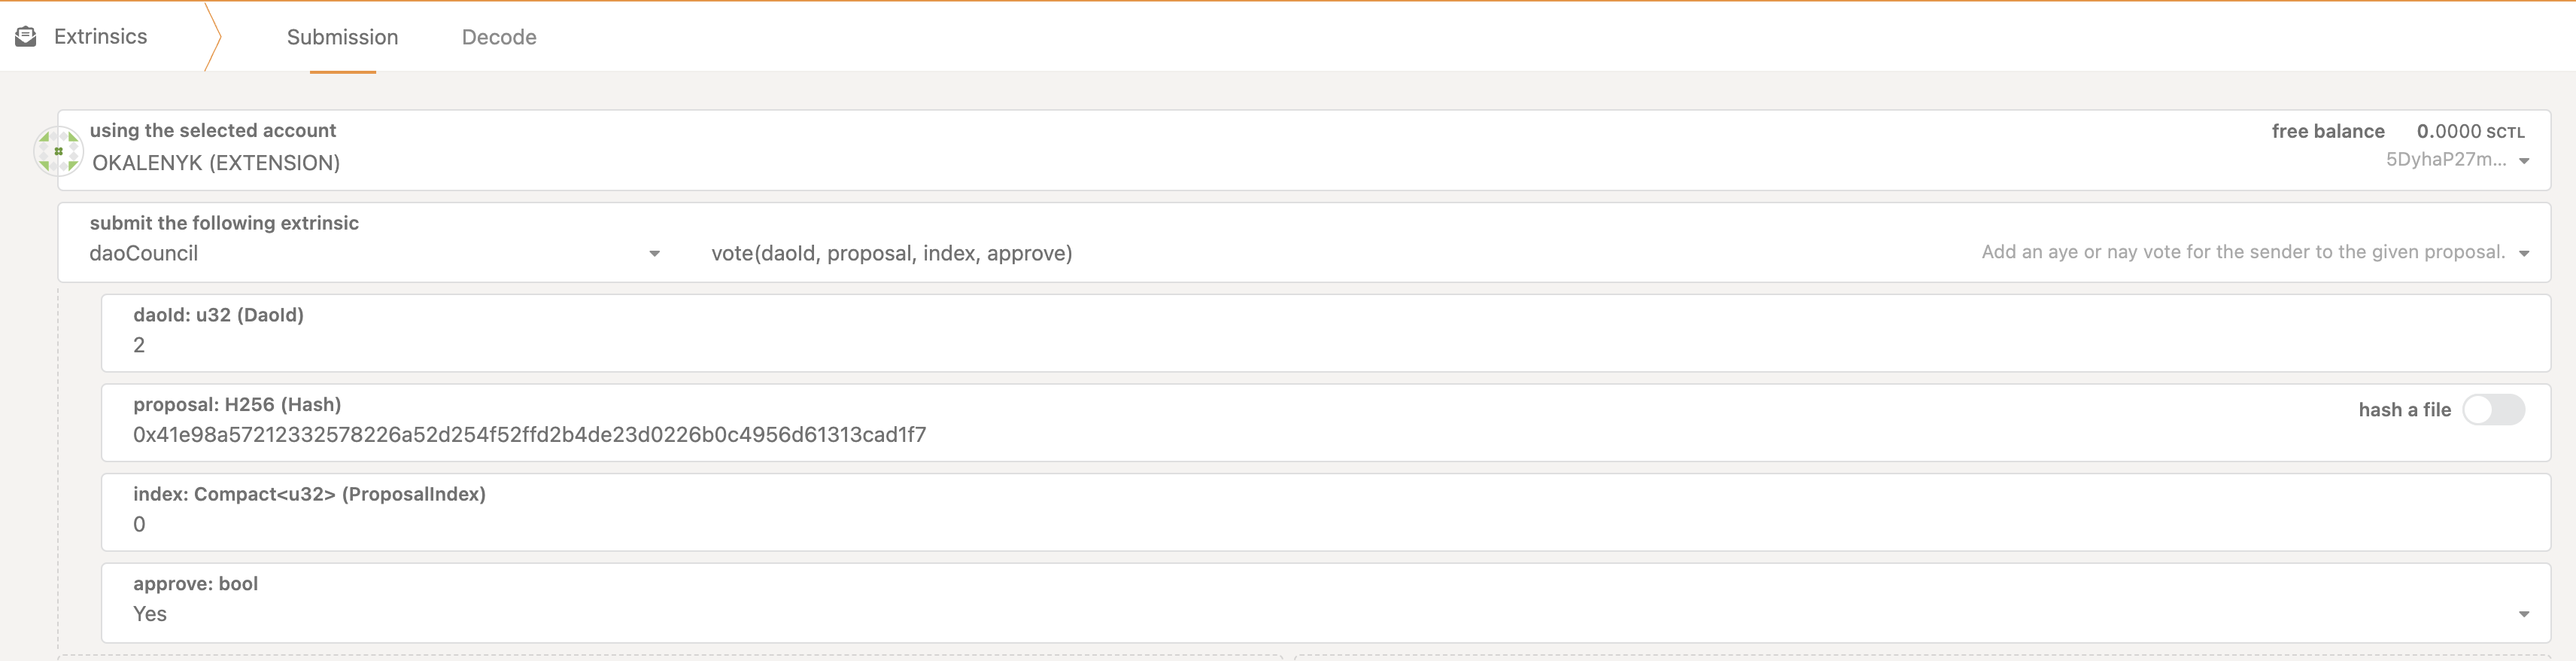 Extrinsics
Submission
Decode
using the selected account
free balance 0.0000 SCTL
OKALENYK (EXTENSION)
5DyhaP27m...
submit the following extrinsic
daoCouncil
vote(daoId, proposal, index, approve)
Add an aye or nay vote for the sender to the given proposal.
daoId: u32 (DaoId)
2
proposal: H256 (Hash)
hash a file
0x41e98a57212332578226a52d254f52ffd2b4de23d0226b0c4956d61313cad1f7
index: Compact<u32> (ProposalIndex)
0
approve: bool
Yes